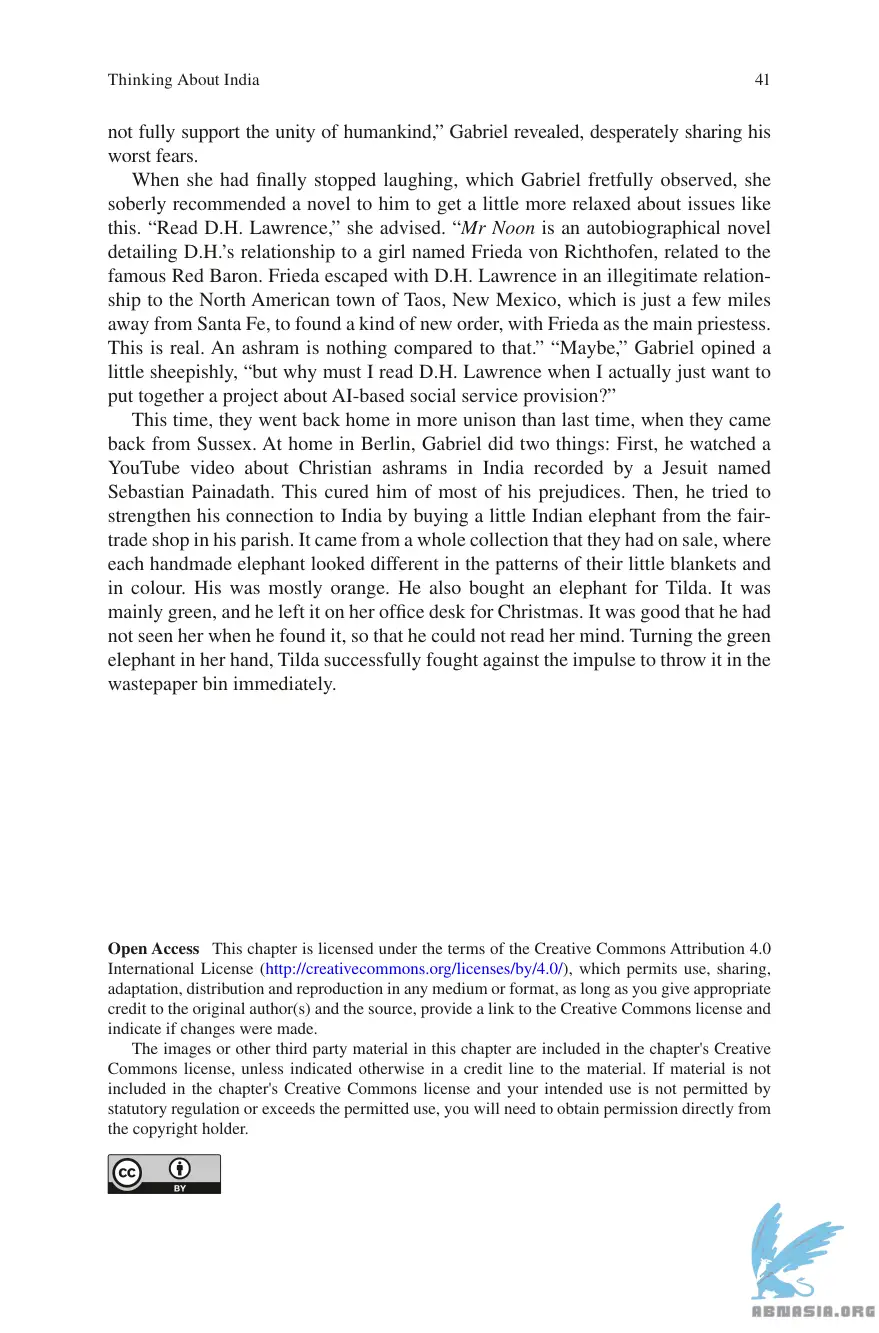 Thinking About India 41
not fully support the unity of humankind,” Gabriel revealed, desperately sharing his
worst fears.
When she had finally stopped laughing, which Gabriel fretfully observed, she
soberly recommended a novel to him to get a little more relaxed about issues like
this. “Read D.H. Lawrence,” she advised. “Mr Noon is an autobiographical novel
detailing D.H.’s relationship to a girl named Frieda von Richthofen, related to the
famous Red Baron. Frieda escaped with D.H. Lawrence in an illegitimate relation-
ship to the North American town of Taos, New Mexico, which is just a few miles
away from Santa Fe, to found a kind of new order, with Frieda as the main priestess.
This is real. An ashram is nothing compared to that.” “Maybe,” Gabriel opined a
little sheepishly, “but why must I read D.H. Lawrence when I actually just want to
put together a project about AI-based social service provision?”
This time, they went back home in more unison than last time, when they came
back from Sussex. At home in Berlin, Gabriel did two things: First, he watched a
YouTube video about Christian ashrams in India recorded by a Jesuit named
Sebastian Painadath. This cured him of most of his prejudices. Then, he tried to
strengthen his connection to India by buying a little Indian elephant from the fair-
trade shop in his parish. It came from a whole collection that they had on sale, where
each handmade elephant looked different in the patterns of their little blankets and
in colour. His was mostly orange. He also bought an elephant for Tilda. It was
mainly green, and he left it on her office desk for Christmas. It was good that he had
not seen her when he found it, so that he could not read her mind. Turning the green
elephant in her hand, Tilda successfully fought against the impulse to throw it in the
wastepaper bin immediately.
Open Access This chapter is licensed under the terms of the Creative Commons Attribution 4.0
International License (http://creativecommons.org/licenses/by/4.0/), which permits use, sharing,
adaptation, distribution and reproduction in any medium or format, as long as you give appropriate
credit to the original author(s) and the source, provide a link to the Creative Commons license and
indicate if changes were made.
The images or other third party material in this chapter are included in the chapter's Creative
Commons license, unless indicated otherwise in a credit line to the material. If material is not
included in the chapter's Creative Commons license and your intended use is not permitted by
statutory regulation or exceeds the permitted use, you will need to obtain permission directly from
the copyright holder.
cc
BY
ABNASIA.ORG